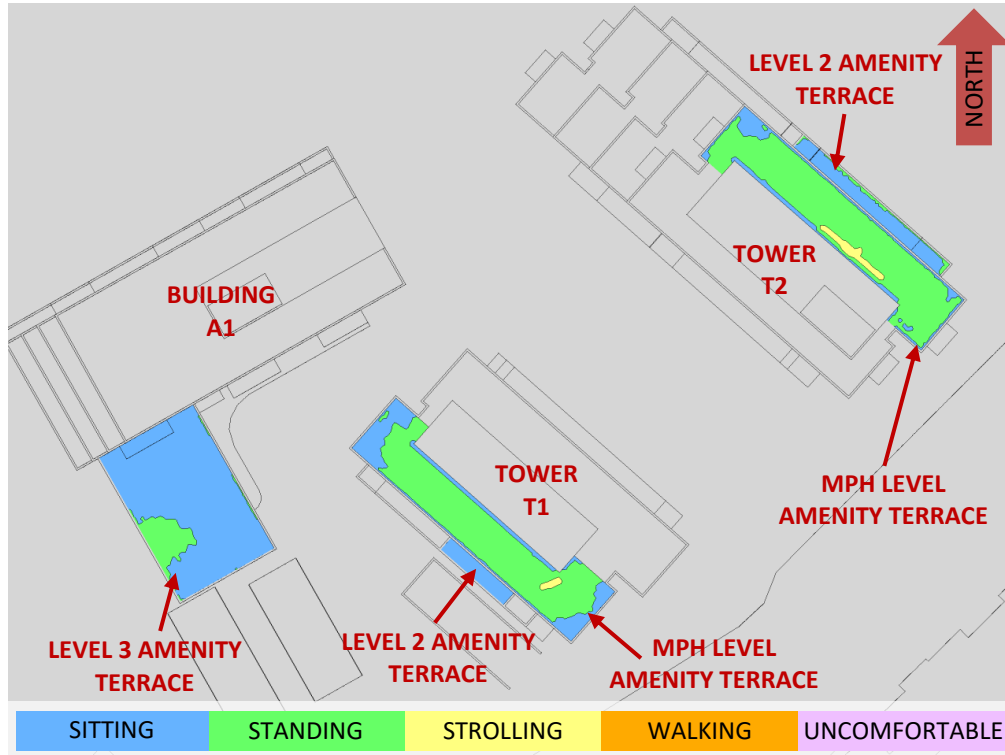 LEVEL 2 AMENITY
TERRACE
NORTH
TOWER
T2
BUILDING
A1
TOWER
T1
MPH LEVEL
AMENITY TERRACE
LEVEL 3 AMENITY
TERRACE
LEVEL 2 AMENITY
TERRACE
MPH LEVEL
AMENITY TERRACE
SITTING
STANDING
STROLLING
WALKING
UNCOMFORTABLE